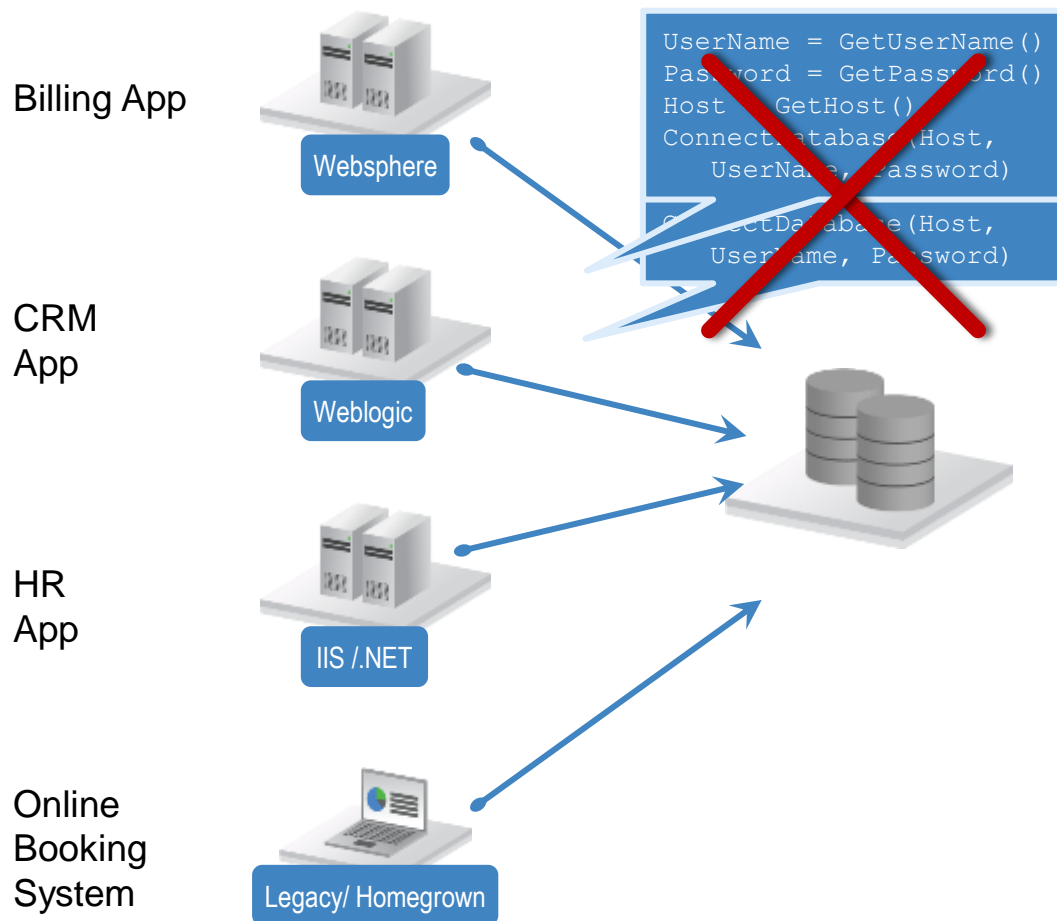 Billing App
Websphere
UserName = GetUserName()
Password = GetPassword()
Host = GetHost()
ConnectDatabase(Host,
UserName, Password)
ConnectDatabase(Host,
UserName, Password)
CRM
App
Weblogic
HR
App
IIS /.NET
Online
Booking
System
Legacy/ Homegrown